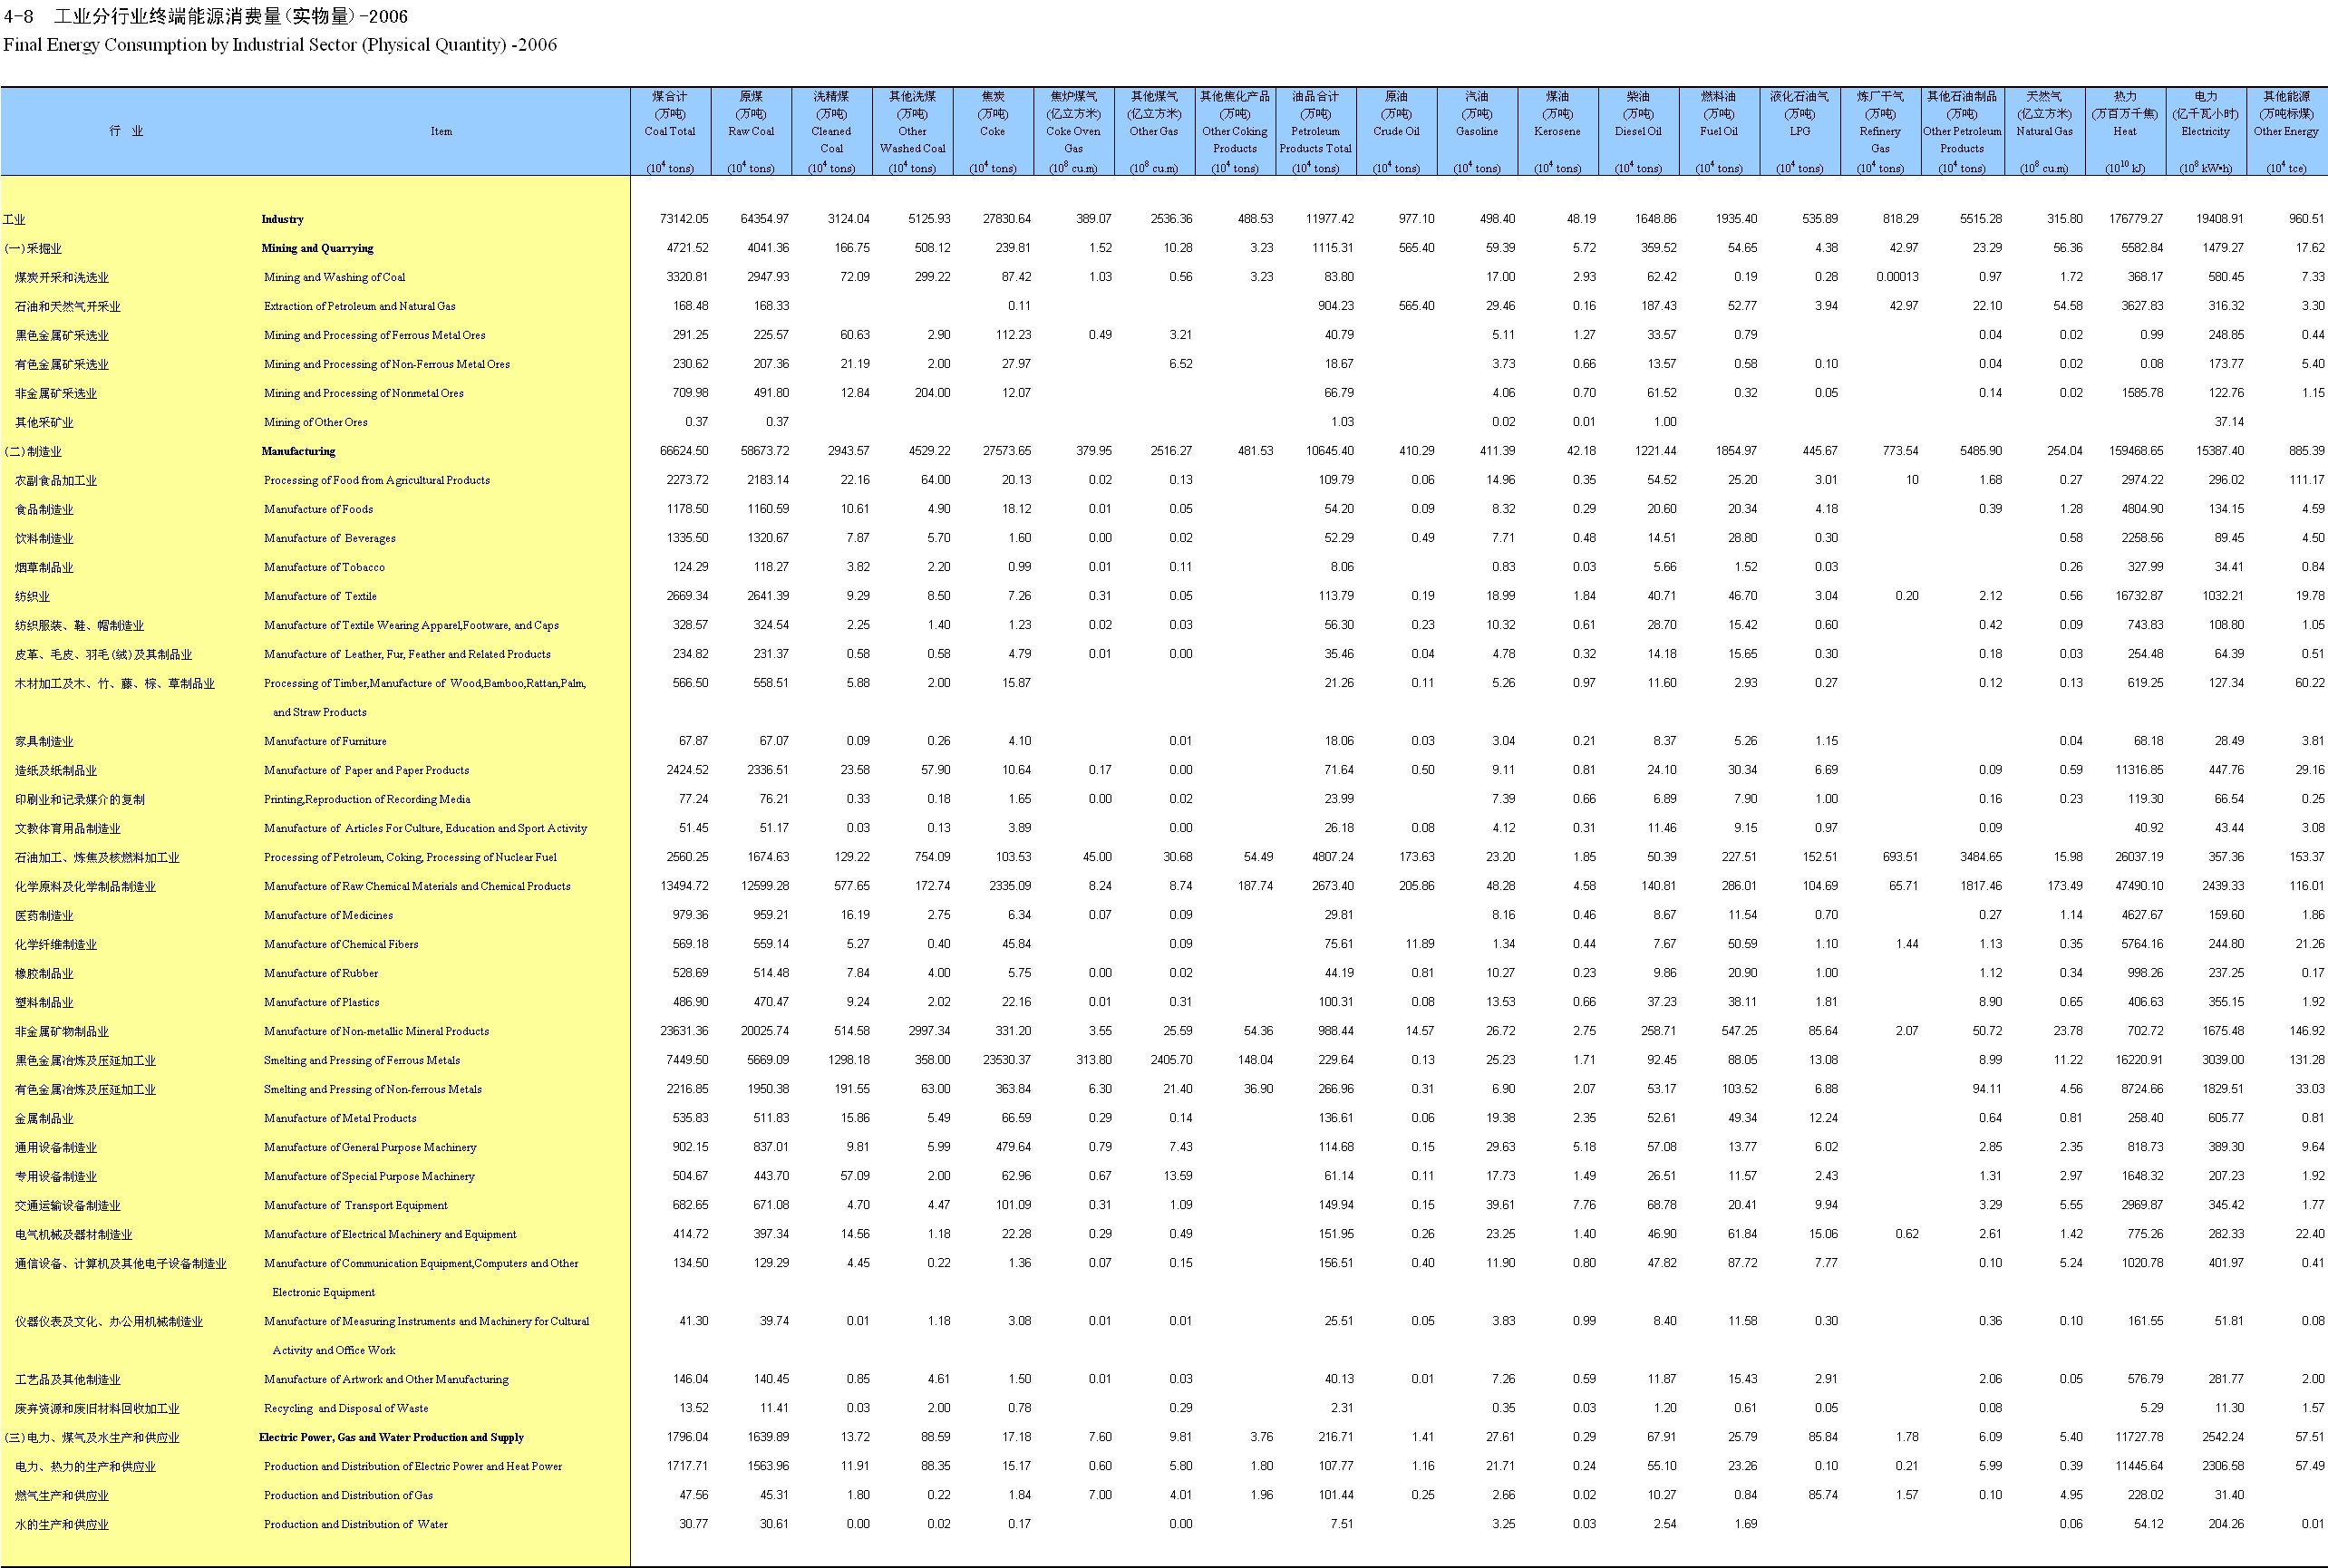 4-8 工业分行业终端能源消费量(实物量)-2006
Final Energy Consumption by Industrial Sector (Physical Quantity) -2006
行 业 Item 煤合计 (万吨) Coal Total (10⁴ tons) 原煤 (万吨) Raw Coal (10⁴ tons) 洗精煤 (万吨) Cleaned Coal (10⁴ tons) 其他洗煤 (万吨) Other Washed Coal (10⁴ tons) 焦炭 (万吨) Coke (10⁴ tons) 焦炉煤气 (亿立方米) Coke Oven Gas (10⁸ cu.m) 其他煤气 (亿立方米) Other Gas (10⁸ cu.m) 其他焦化产品 (万吨) Other Coking Products (10⁴ tons) 油品合计 (万吨) Petroleum Products Total (10⁴ tons) 原油 (万吨) Crude Oil (10⁴ tons) 汽油 (万吨) Gasoline (10⁴ tons) 煤油 (万吨) Kerosene (10⁴ tons) 柴油 (万吨) Diesel Oil (10⁴ tons) 燃料油 (万吨) Fuel Oil (10⁴ tons) 液化石油气 (万吨) LPG (10⁴ tons) 炼厂干气 (万吨) Refinery Gas (10⁴ tons) 其他石油制品 (万吨) Other Petroleum Products (10⁴ tons) 天然气 (亿立方米) Natural Gas (10⁸ cu.m) 热力 (万百万千焦) Heat (10¹⁰ kJ) 电力 (亿千瓦小时) Electricity (10⁸ kW•h) 其他能源 (万吨标煤) Other Energy (10⁴ tce)
工业 Industry 73142.05 64354.97 3124.04 5125.93 27830.64 389.07 2536.36 488.53 11977.42 977.10 498.40 48.19 1648.86 1935.40 535.89 818.29 5515.28 315.80 176779.27 19408.91 960.51
(一)采掘业 Mining and Quarrying 4721.52 4041.36 166.75 508.12 239.81 1.52 10.28 3.23 1115.31 565.40 59.39 5.72 359.52 54.65 4.38 42.97 23.29 56.36 5582.84 1479.27 17.62
煤炭开采和洗选业 Mining and Washing of Coal 3320.81 2947.93 72.09 299.22 87.42 1.03 0.56 3.23 83.80 17.00 2.93 62.42 0.19 0.28 0.00013 0.97 1.72 368.17 580.45 7.33
石油和天然气开采业 Extraction of Petroleum and Natural Gas 168.48 168.33 0.11 904.23 565.40 29.46 0.16 187.43 52.77 3.94 42.97 22.10 54.58 3627.83 316.32 3.30
黑色金属矿采选业 Mining and Processing of Ferrous Metal Ores 291.25 225.57 60.63 2.90 112.23 0.49 3.21 40.79 5.11 1.27 33.57 0.79 0.04 0.02 0.99 248.85 0.44
有色金属矿采选业 Mining and Processing of Non-Ferrous Metal Ores 230.62 207.36 21.19 2.00 27.97 6.52 18.67 3.73 0.66 13.57 0.58 0.10 0.04 0.02 0.08 173.77 5.40
非金属矿采选业 Mining and Processing of Nonmetal Ores 709.98 491.80 12.84 204.00 12.07 66.79 4.06 0.70 61.52 0.32 0.05 0.14 0.02 1585.78 122.76 1.15
其他采矿业 Mining of Other Ores 0.37 0.37 1.03 0.02 0.01 1.00 37.14
(二)制造业 Manufacturing 66624.50 58673.72 2943.57 4529.22 27573.65 379.95 2516.27 481.53 10645.40 410.29 411.39 42.18 1221.44 1854.97 445.67 773.54 5485.90 254.04 159468.65 15387.40 885.39
农副食品加工业 Processing of Food from Agricultural Products 2273.72 2183.14 22.16 64.00 20.13 0.02 0.13 109.79 0.06 14.96 0.35 54.52 25.20 3.01 10 1.68 0.27 2974.22 296.02 111.17
食品制造业 Manufacture of Foods 1178.50 1160.59 10.61 4.90 18.12 0.01 0.05 54.20 0.09 8.32 0.29 20.60 20.34 4.18 0.39 1.28 4804.90 134.15 4.59
饮料制造业 Manufacture of Beverages 1335.50 1320.67 7.87 5.70 1.60 0.00 0.02 52.29 0.49 7.71 0.48 14.51 28.80 0.30 0.58 2258.56 89.45 4.50
烟草制品业 Manufacture of Tobacco 124.29 118.27 3.82 2.20 0.99 0.01 0.11 8.06 0.83 0.03 5.66 1.52 0.03 0.26 327.99 34.41 0.84
纺织业 Manufacture of Textile 2669.34 2641.39 9.29 8.50 7.26 0.31 0.05 113.79 0.19 18.99 1.84 40.71 46.70 3.04 0.20 2.12 0.56 16732.87 1032.21 19.78
纺织服装、鞋、帽制造业 Manufacture of Textile Wearing Apparel,Footware, and Caps 328.57 324.54 2.25 1.40 1.23 0.02 0.03 56.30 0.23 10.32 0.61 28.70 15.42 0.60 0.42 0.09 743.83 108.80 1.05
皮革、毛皮、羽毛(绒)及其制品业 Manufacture of Leather, Fur, Feather and Related Products 234.82 231.37 0.58 0.58 4.79 0.01 0.00 35.46 0.04 4.78 0.32 14.18 15.65 0.30 0.18 0.03 254.48 64.39 0.51
木材加工及木、竹、藤、棕、草制品业 Processing of Timber,Manufacture of Wood,Bamboo,Rattan,Palm, 566.50 558.51 5.88 2.00 15.87 21.26 0.11 5.26 0.97 11.60 2.93 0.27 0.12 0.13 619.25 127.34 60.22
and Straw Products
家具制造业 Manufacture of Furniture 67.87 67.07 0.09 0.26 4.10 0.01 18.06 0.03 3.04 0.21 8.37 5.26 1.15 0.04 68.18 28.49 3.81
造纸及纸制品业 Manufacture of Paper and Paper Products 2424.52 2336.51 23.58 57.90 10.64 0.17 0.00 71.64 0.50 9.11 0.81 24.10 30.34 6.69 0.09 0.59 11316.85 447.76 29.16
印刷业和记录媒介的复制 Printing,Reproduction of Recording Media 77.24 76.21 0.33 0.18 1.65 0.00 0.02 23.99 7.39 0.66 6.89 7.90 1.00 0.16 0.23 119.30 66.54 0.25
文教体育用品制造业 Manufacture of Articles For Culture, Education and Sport Activity 51.45 51.17 0.03 0.13 3.89 0.00 26.18 0.08 4.12 0.31 11.46 9.15 0.97 0.09 40.92 43.44 3.08
石油加工、炼焦及核燃料加工业 Processing of Petroleum, Coking, Processing of Nuclear Fuel 2560.25 1674.63 129.22 754.09 103.53 45.00 30.68 54.49 4807.24 173.63 23.20 1.85 50.39 227.51 152.51 693.51 3484.65 15.98 26037.19 357.36 153.37
化学原料及化学制品制造业 Manufacture of Raw Chemical Materials and Chemical Products 13494.72 12599.28 577.65 172.74 2335.09 8.24 8.74 187.74 2673.40 205.86 48.28 4.58 140.81 286.01 104.69 65.71 1817.46 173.49 47490.10 2439.33 116.01
医药制造业 Manufacture of Medicines 979.36 959.21 16.19 2.75 6.34 0.07 0.09 29.81 8.16 0.46 8.67 11.54 0.70 0.27 1.14 4627.67 159.60 1.86
化学纤维制造业 Manufacture of Chemical Fibers 569.18 559.14 5.27 0.40 45.84 0.09 75.61 11.89 1.34 0.44 7.67 50.59 1.10 1.44 1.13 0.35 5764.16 244.80 21.26
橡胶制品业 Manufacture of Rubber 528.69 514.48 7.84 4.00 5.75 0.00 0.02 44.19 0.81 10.27 0.23 9.86 20.90 1.00 1.12 0.34 998.26 237.25 0.17
塑料制品业 Manufacture of Plastics 486.90 470.47 9.24 2.02 22.16 0.01 0.31 100.31 0.08 13.53 0.66 37.23 38.11 1.81 8.90 0.65 406.63 355.15 1.92
非金属矿物制品业 Manufacture of Non-metallic Mineral Products 23631.36 20025.74 514.58 2997.34 331.20 3.55 25.59 54.36 988.44 14.57 26.72 2.75 258.71 547.25 85.64 2.07 50.72 23.78 702.72 1675.48 146.92
黑色金属冶炼及压延加工业 Smelting and Pressing of Ferrous Metals 7449.50 5669.09 1298.18 358.00 23530.37 313.80 2405.70 148.04 229.64 0.13 25.23 1.71 92.45 88.05 13.08 8.99 11.22 16220.91 3039.00 131.28
有色金属冶炼及压延加工业 Smelting and Pressing of Non-ferrous Metals 2216.85 1950.38 191.55 63.00 363.84 6.30 21.40 36.90 266.96 0.31 6.90 2.07 53.17 103.52 6.88 94.11 4.56 8724.66 1829.51 33.03
金属制品业 Manufacture of Metal Products 535.83 511.83 15.86 5.49 66.59 0.29 0.14 136.61 0.06 19.38 2.35 52.61 49.34 12.24 0.64 0.81 258.40 605.77 0.81
通用设备制造业 Manufacture of General Purpose Machinery 902.15 837.01 9.81 5.99 479.64 0.79 7.43 114.68 0.15 29.63 5.18 57.08 13.77 6.02 2.85 2.35 818.73 389.30 9.64
专用设备制造业 Manufacture of Special Purpose Machinery 504.67 443.70 57.09 2.00 62.96 0.67 13.59 61.14 0.11 17.73 1.49 26.51 11.57 2.43 1.31 2.97 1648.32 207.23 1.92
交通运输设备制造业 Manufacture of Transport Equipment 682.65 671.08 4.70 4.47 101.09 0.31 1.09 149.94 0.15 39.61 7.76 68.78 20.41 9.94 3.29 5.55 2969.87 345.42 1.77
电气机械及器材制造业 Manufacture of Electrical Machinery and Equipment 414.72 397.34 14.56 1.18 22.28 0.29 0.49 151.95 0.26 23.25 1.40 46.90 61.84 15.06 0.62 2.61 1.42 775.26 282.33 22.40
通信设备、计算机及其他电子设备制造业 Manufacture of Communication Equipment,Computers and Other 134.50 129.29 4.45 0.22 1.36 0.07 0.15 156.51 0.40 11.90 0.80 47.82 87.72 7.77 0.10 5.24 1020.78 401.97 0.41
Electronic Equipment
仪器仪表及文化、办公用机械制造业 Manufacture of Measuring Instruments and Machinery for Cultural 41.30 39.74 0.01 1.18 3.08 0.01 0.01 25.51 0.05 3.83 0.99 8.40 11.58 0.30 0.36 0.10 161.55 51.81 0.08
Activity and Office Work
工艺品及其他制造业 Manufacture of Artwork and Other Manufacturing 146.04 140.45 0.85 4.61 1.50 0.01 0.03 40.13 0.01 7.26 0.59 11.87 15.43 2.91 2.06 0.05 576.79 281.77 2.00
废弃资源和废旧材料回收加工业 Recycling and Disposal of Waste 13.52 11.41 0.03 2.00 0.78 0.29 2.31 0.35 0.03 1.20 0.61 0.05 0.08 5.29 11.30 1.57
(三)电力、煤气及水生产和供应业 Electric Power, Gas and Water Production and Supply 1796.04 1639.89 13.72 88.59 17.18 7.60 9.81 3.76 216.71 1.41 27.61 0.29 67.91 25.79 85.84 1.78 6.09 5.40 11727.78 2542.24 57.51
电力、热力的生产和供应业 Production and Distribution of Electric Power and Heat Power 1717.71 1563.96 11.91 88.35 15.17 0.60 5.80 1.80 107.77 1.16 21.71 0.24 55.10 23.26 0.10 0.21 5.99 0.39 11445.64 2306.58 57.49
燃气生产和供应业 Production and Distribution of Gas 47.56 45.31 1.80 0.22 1.84 7.00 4.01 1.96 101.44 0.25 2.66 0.02 10.27 0.84 85.74 1.57 0.10 4.95 228.02 31.40
水的生产和供应业 Production and Distribution of Water 30.77 30.61 0.00 0.02 0.17 0.00 7.51 3.25 0.03 2.54 1.69 0.06 54.12 204.26 0.01